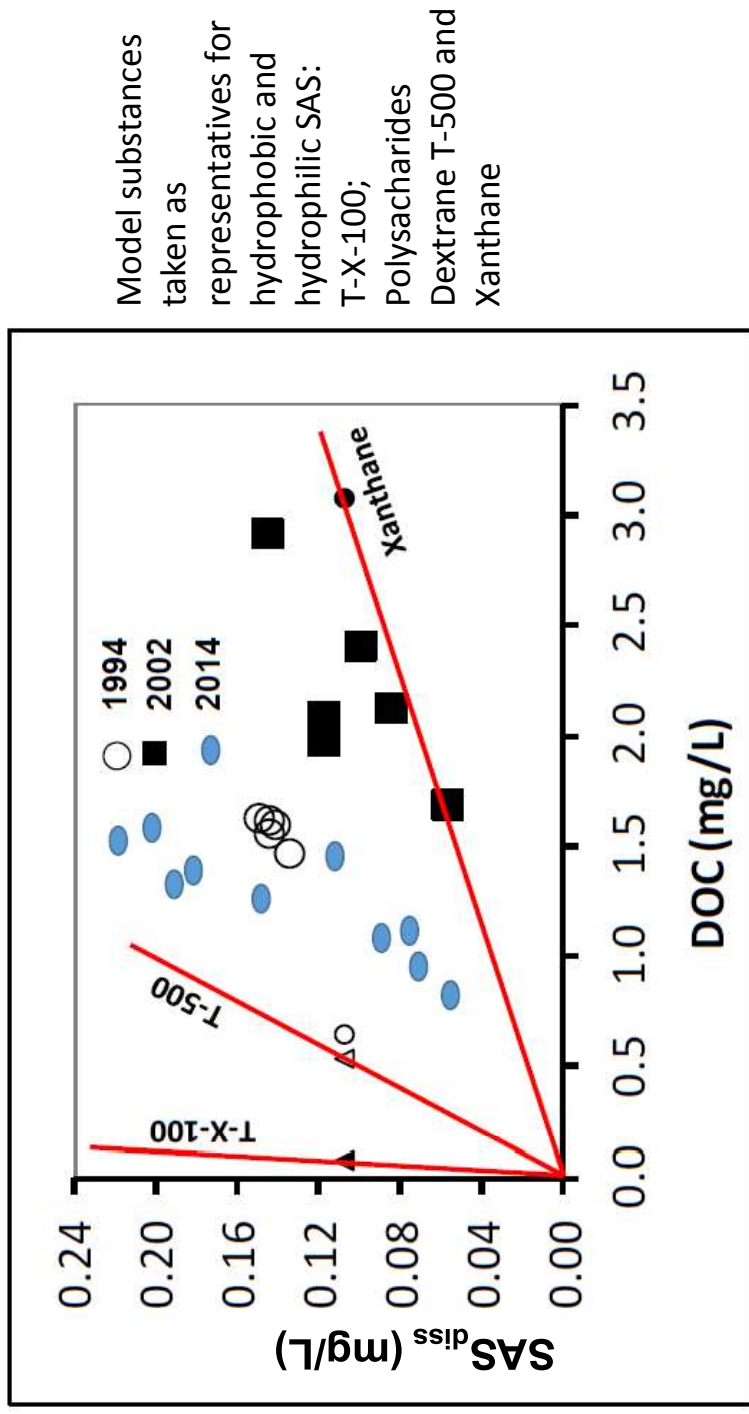 0.24
0.20
0.16
0.12
0.08
0.04
0.00
SASdiss (mg/L)
0.0
0.5
1.0
1.5
2.0
2.5
3.0
3.5
DOC (mg/L)
T-X-100
T-500
Xanthane
1994
2002
2014
Model substances
taken as
representatives for
hydrophobic and
hydrophilic SAS:
T-X-100;
Polysacharides
Dextrane T-500 and
Xanthane